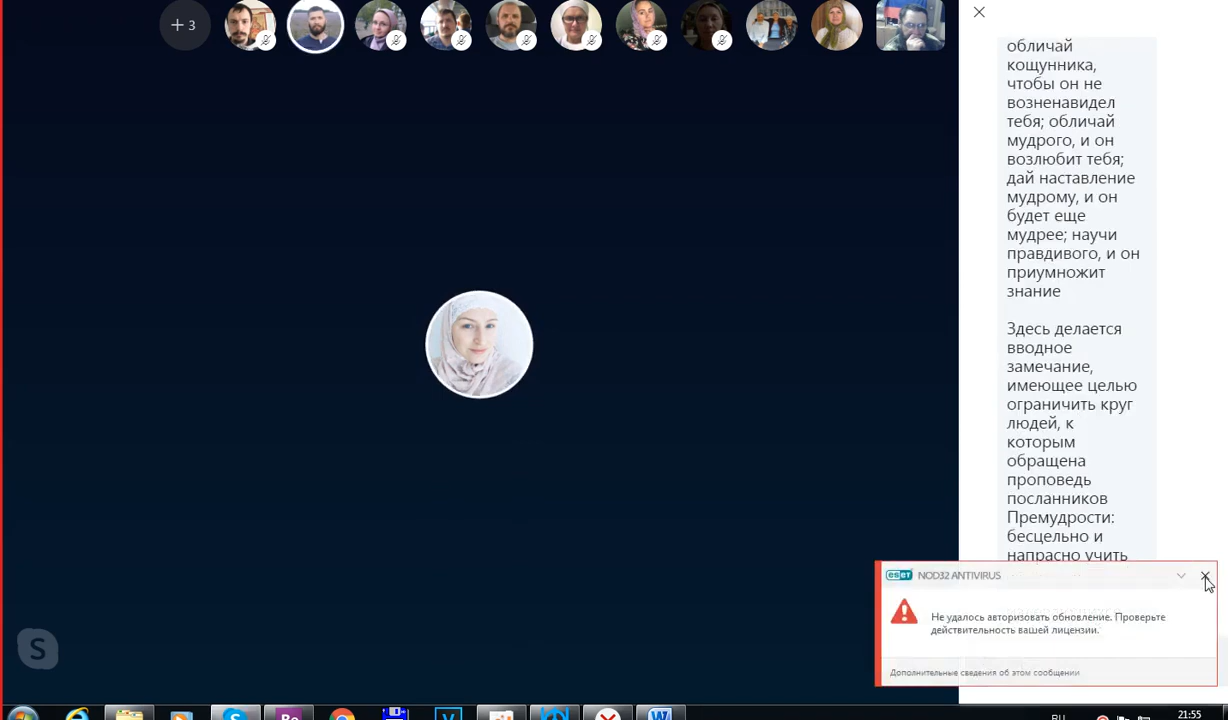 + 3
обличай
кощунника,
чтобы он не
возненавидел
тебя; обличай
мудрого, и он
возлюбит тебя;
дай наставление
мудрому, и он
будет еще
мудрее; научи
правдивого, и он
приумножит
знание
Здесь делается
вводное
замечание,
имеющее целью
ограничить круг
людей, к
которым
обращена
проповедь
посланников
Премудрости:
бесцельно и
напрасно учить
eset NOD32 ANTIVIRUS
Не удалось авторизовать обновление. Проверьте
действительность вашей лицензии.
Дополнительные сведения об этом сообщении
S
RU
21:55